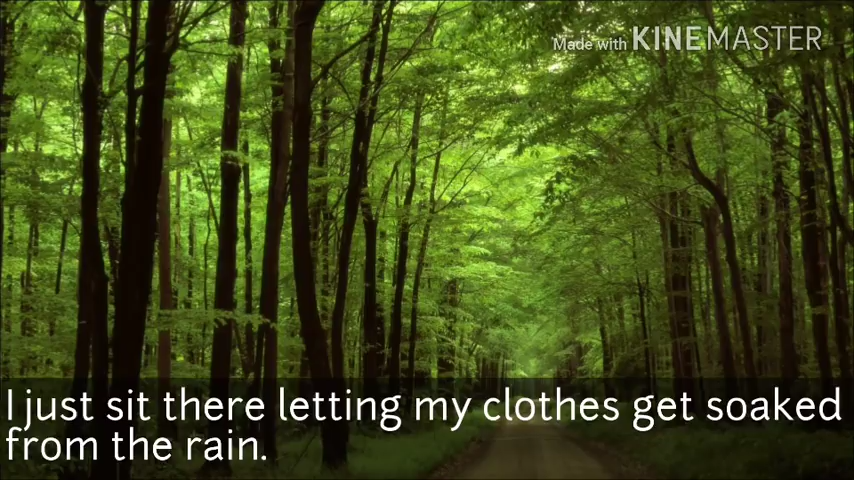 Made with KINEMASTER
I just sit there letting my clothes get soaked
from the rain.